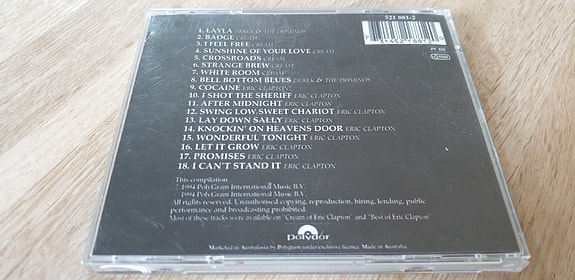 521 881-2
1. LAYLA DEREK & THE DOMINOS
2. BADGE CREAM
3. I FEEL FREE CREAM
4. SUNSHINE OF YOUR LOVE CREAM
5. CROSSROADS CREAM
6. STRANGE BREW CREAM
7. WHITE ROOM CREAM
8. BELL BOTTOM BLUES DEREK & THE DOMINOS
9. COCAINE ERIC CLAPTON
10. I SHOT THE SHERIFF ERIC CLAPTON
11. AFTER MIDNIGHT ERIC CLAPTON
12. SWING LOW, SWEET CHARIOT ERIC CLAPTON
13. LAY DOWN SALLY ERIC CLAPTON
14. KNOCKIN' ON HEAVENS DOOR ERIC CLAPTON
15. WONDERFUL TONIGHT ERIC CLAPTON
16. LET IT GROW ERIC CLAPTON
17. PROMISES ERIC CLAPTON
18. I CAN'T STAND IT ERIC CLAPTON
This compilation
1994 PolyGram International Music B.V.
1994 PolyGram International Music B.V.
All rights reserved. Unauthorised copying, reproduction, hiring, lending, public
performance and broadcasting prohibited.
Most of these tracks were available on "Cream of Eric Clapton" and "Best of Eric Clapton"
polydor
Marketed in Australasia by Polygram under exclusive licence Made in Australia